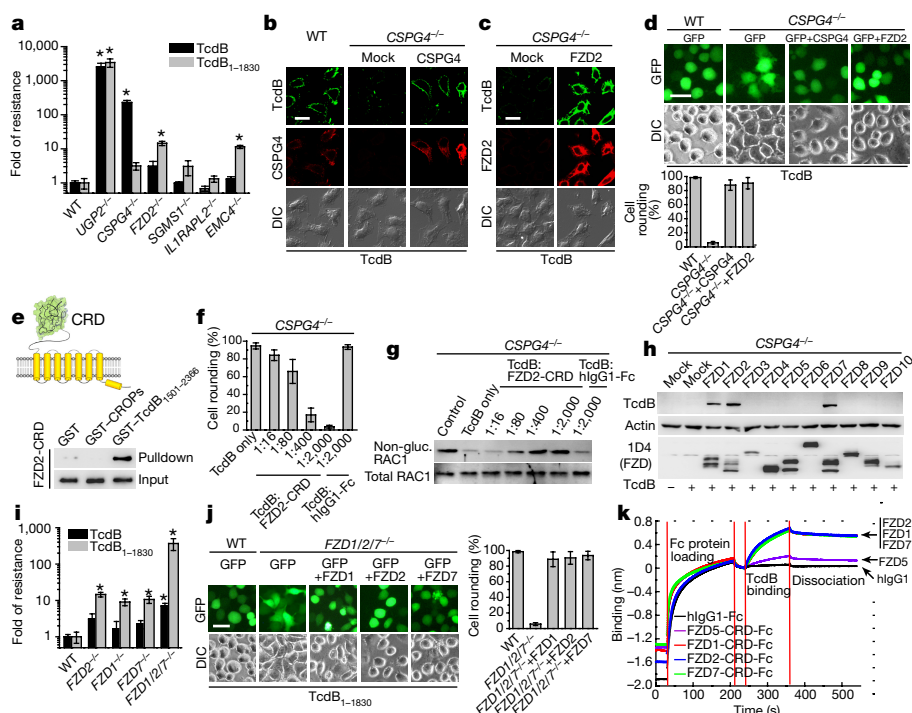 a
Fold of resistance
10,000
1,000
100
10
1
TcdB
TcdB1–1830
* *
*
*
*
WT
UGP2–/–
CSPG4–/–
FZD2–/–
SGMS1–/–
IL1RAPL2–/–
EMC4–/–
b
WT
CSPG4–/–
Mock
CSPG4
TcdB
CSPG4
DIC
TcdB
c
CSPG4–/–
Mock
FZD2
TcdB
FZD2
DIC
TcdB
d
WT
CSPG4–/–
GFP
GFP
GFP+CSPG4
GFP+FZD2
GFP
DIC
TcdB
Cell rounding (%)
100
80
60
40
20
0
WT
CSPG4–/–
CSPG4–/–+CSPG4
CSPG4–/–+FZD2
e
CRD
GST
GST–CROPs
GST–TcdB1501–2366
FZD2-CRD
Pulldown
Input
f
CSPG4–/–
Cell rounding (%)
100
80
60
40
20
0
TcdB only
1:16
1:80
1:400
1:2,000
1:2,000
TcdB: FZD2-CRD
TcdB: hIgG1-Fc
g
CSPG4–/–
TcdB: FZD2-CRD
TcdB: hIgG1-Fc
Control
TcdB only
1:16
1:80
1:400
1:2,000
1:2,000
Non-gluc. RAC1
Total RAC1
h
CSPG4–/–
Mock
Mock
FZD1
FZD2
FZD3
FZD4
FZD5
FZD6
FZD7
FZD8
FZD9
FZD10
TcdB
Actin
1D4 (FZD)
TcdB
– + + + + + + + + + + +
i
Fold of resistance
1,000
100
10
1
TcdB
TcdB1–1830
*
*
*
*
*
WT
FZD2–/–
FZD1–/–
FZD7–/–
FZD1/2/7–/–
j
WT
FZD1/2/7–/–
GFP
GFP
GFP +FZD1
GFP +FZD2
GFP +FZD7
GFP
DIC
TcdB1–1830
Cell rounding (%)
100
80
60
40
20
0
WT
FZD1/2/7–/–
FZD1/2/7–/–+FZD1
FZD1/2/7–/–+FZD2
FZD1/2/7–/–+FZD7
k
Binding (nm)
0.8
0.4
0
–0.4
–0.8
–1.2
–1.6
–2.0
Fc protein loading
TcdB binding
Dissociation
FZD2
FZD1
FZD7
FZD5
hIgG1
hIgG1-Fc
FZD5-CRD-Fc
FZD1-CRD-Fc
FZD2-CRD-Fc
FZD7-CRD-Fc
0 100 200 300 400 500
Time (s)